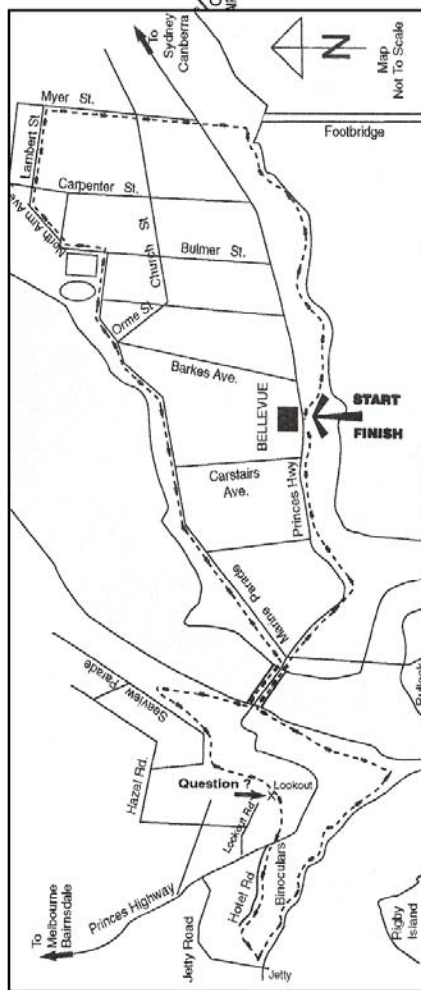 To
Sydney
Canberra
N
Map
Not To Scale
Myer St.
Lambert St
Footbridge
Carpenter St.
North Arm Ave
Church St
Bulmer St.
Orme St.
Barkes Ave.
BELLEVUE
START
FINISH
Carstairs
Ave.
Princes Hwy
Marine Parade
Seaview Parade
Hazel Rd.
Question ?
Lookout
Lookout Rd
Princes Highway
Hotel Rd
Binoculars
To
Melbourne
Bairnsdale
Jetty Road
Jetty
Rigby
Island